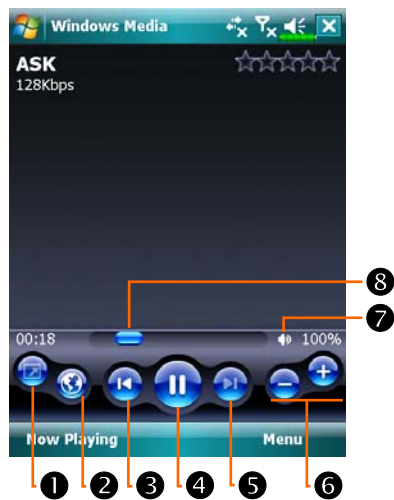 Windows Media
ASK
128Kbps
8
7
00:18 100%
Now Playing Menu
1 2 3 4 5 6